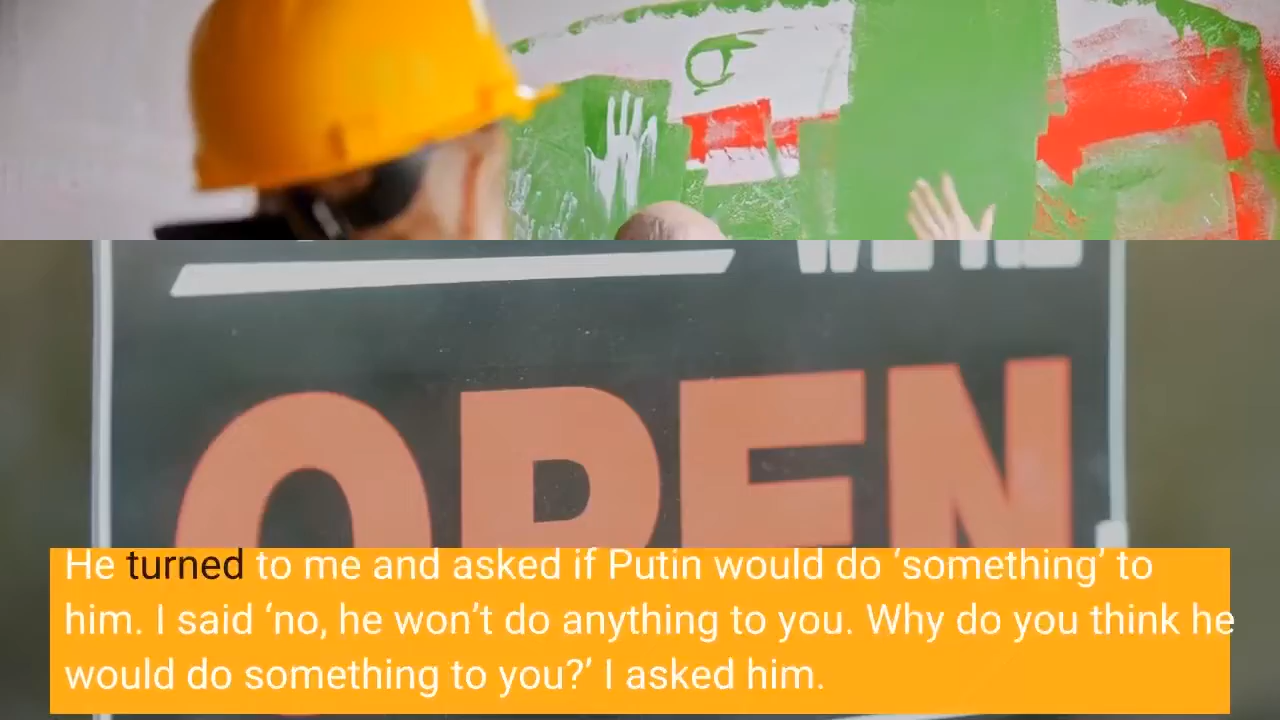 OPEN
He turned to me and asked if Putin would do ‘something’ to
him. I said ‘no, he won’t do anything to you. Why do you think he
would do something to you?’ I asked him.